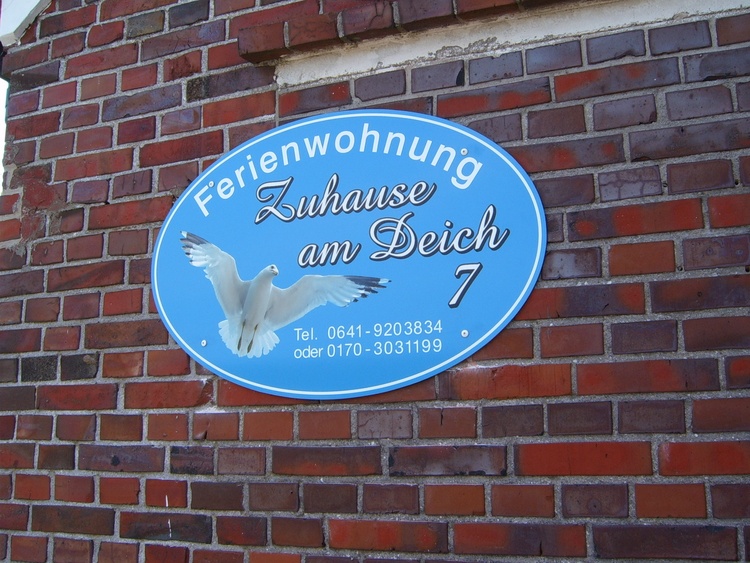 Ferienwohnung
Zuhause
am Deich
7
Tel. 0641-9203834
oder 0170-3031199